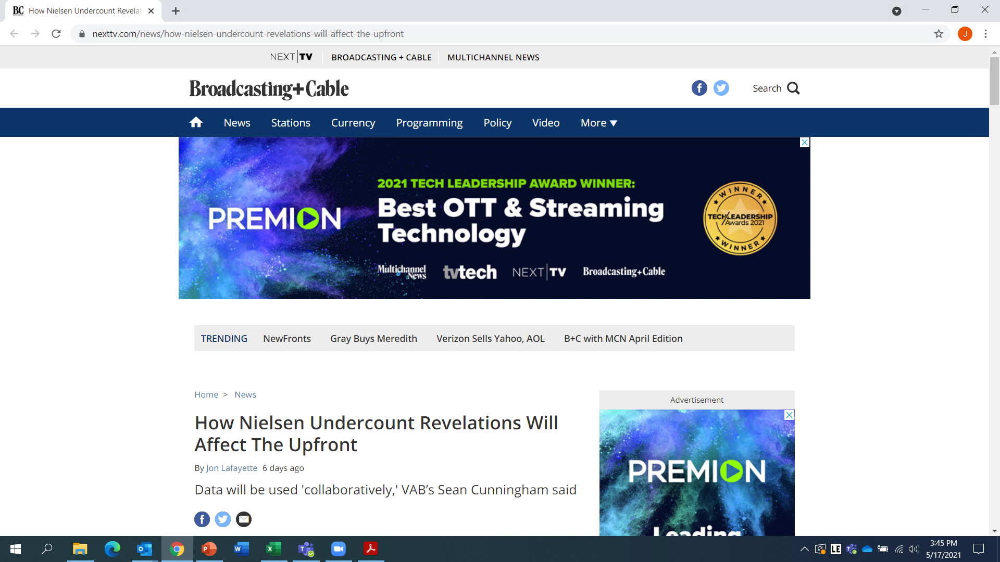 BC How Nielsen Undercount Revelat
nexttv.com/news/how-nielsen-undercount-revelations-will-affect-the-upfront
J
NEXT|TV BROADCASTING + CABLE MULTICHANNEL NEWS
Broadcasting+Cable
Search
News Stations Currency Programming Policy Video More ▼
PREMION
2021 TECH LEADERSHIP AWARD WINNER:
Best OTT & Streaming
Technology
Multichannel
News
tvtech NEXT|TV Broadcasting+Cable
WINNER
TECH/LEADERSHIP
Awards 2021
WINNER
TRENDING NewFronts Gray Buys Meredith Verizon Sells Yahoo, AOL B+C with MCN April Edition
Home > News
How Nielsen Undercount Revelations Will
Affect The Upfront
By Jon Lafayette 6 days ago
Data will be used 'collaboratively,' VAB’s Sean Cunningham said
Advertisement
PREMION
Leading
LE
3:45 PM
5/17/2021